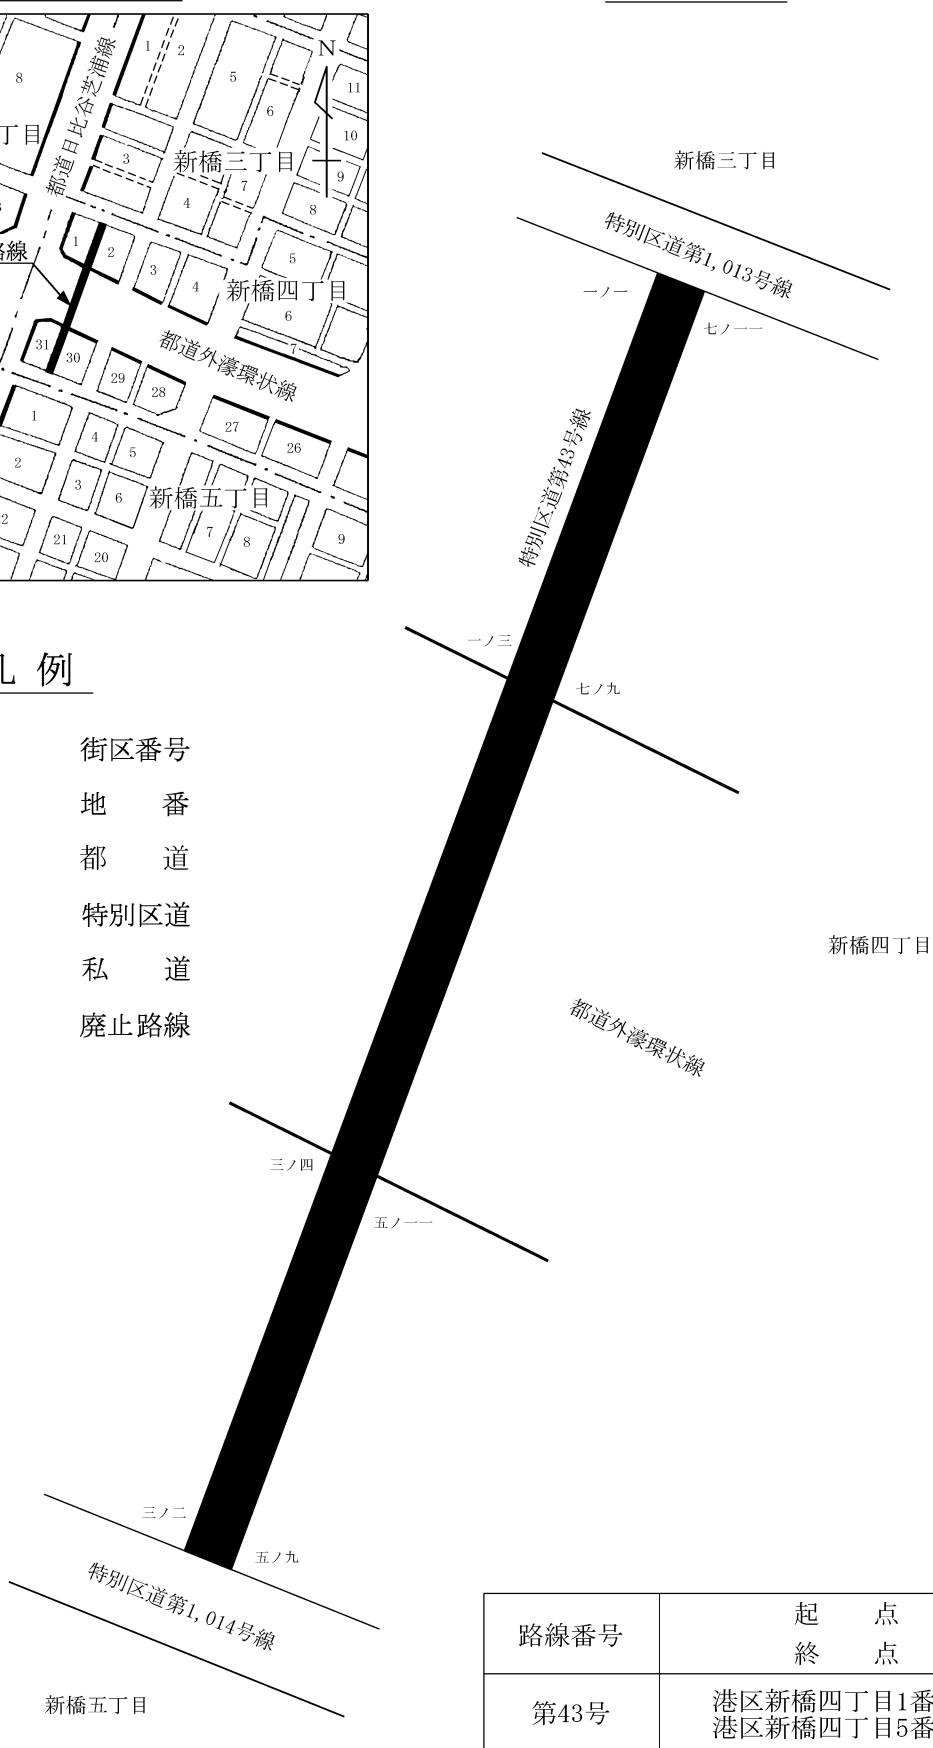 1
2
8
5
6
11
10
9
8
N
都道日比谷芝浦線
丁目
3
新橋三丁目
7
4
路線
1
2
3
4
5
6
7
新橋四丁目
都道外濠環状線
31
30
29
28
27
26
1
2
4
5
3
6
新橋五丁目
7
8
9
22
21
20
凡例
街区番号
地 番
都 道
特別区道
私 道
廃止路線
新橋三丁目
特別区道第1,013号線
一ノ一
七ノ一一
特別区道第43号線
一ノ三
七ノ九
新橋四丁目
都道外濠環状線
三ノ四
五ノ一一
三ノ二
五ノ九
特別区道第1,014号線
新橋五丁目
路線番号
起 点
終 点
第43号
港区新橋四丁目1番
港区新橋四丁目5番